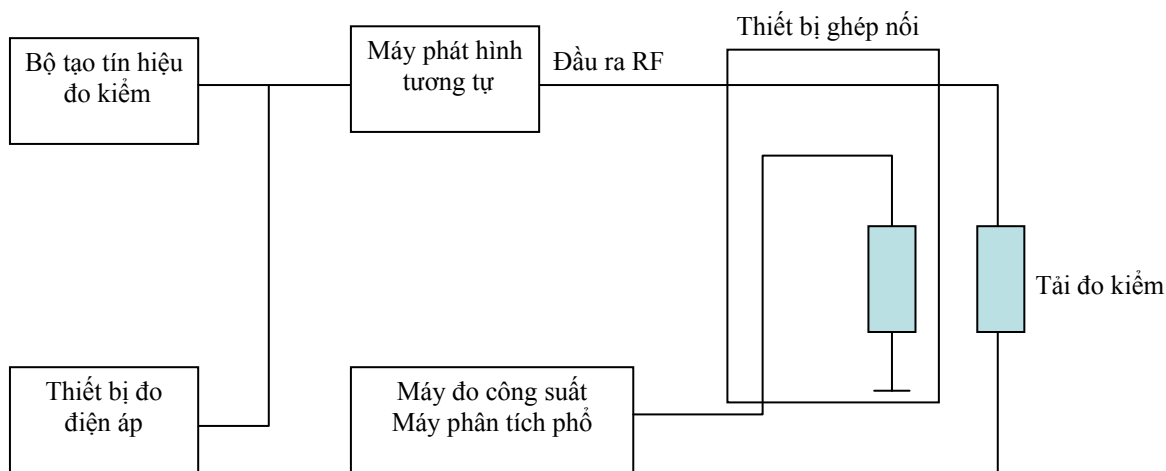 Thiết bị ghép nối
Bộ tạo tín hiệu
đo kiểm
Máy phát hình
tương tự
Đầu ra RF
Tải đo kiểm
Thiết bị đo
điện áp
Máy đo công suất
Máy phân tích phổ